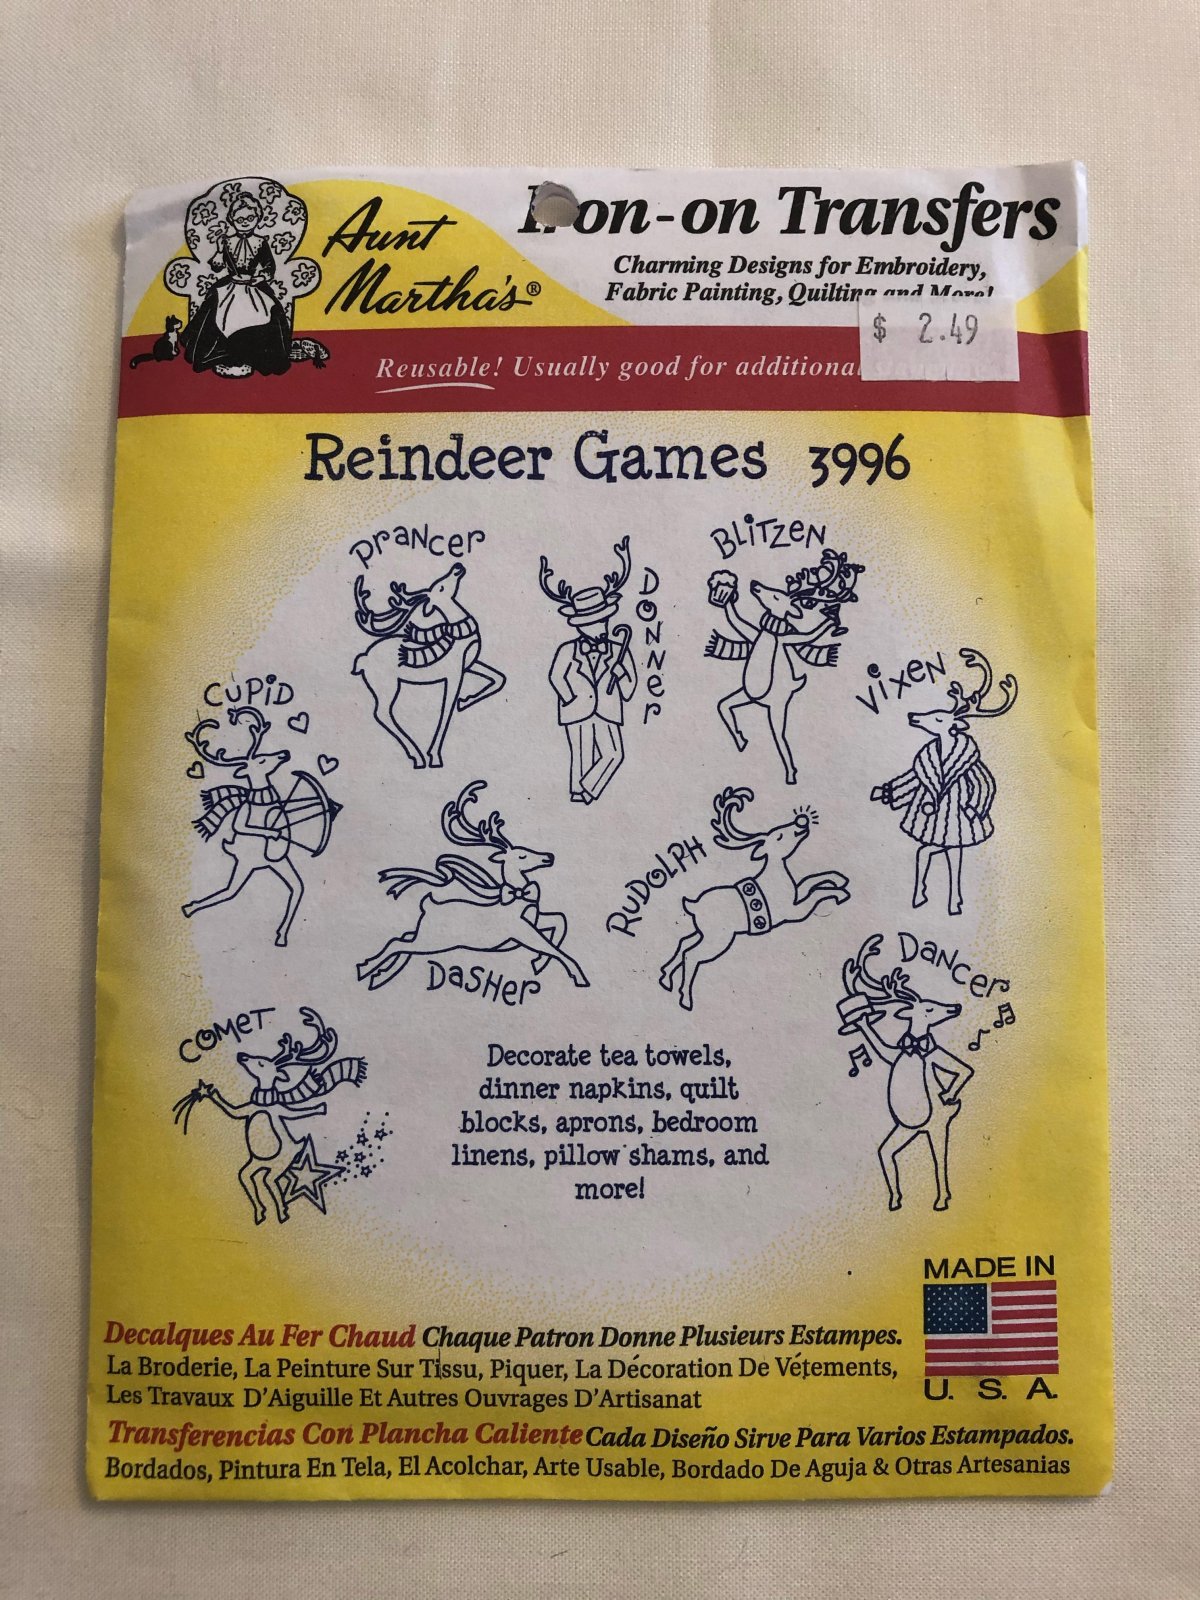 Aunt
Martha's®
Iron-on Transfers
Charming Designs for Embroidery,
Fabric Painting, Quilting and More!
$ 2.49
Reusable! Usually good for additional
Reindeer Games 3996
Prancer
Donner
Blitzen
Cupid
Vixen
Rudolph
Dasher
Dancer
Comet
Decorate tea towels,
dinner napkins, quilt
blocks, aprons, bedroom
linens, pillow shams, and
more!
MADE IN
U. S. A.
Decalques Au Fer Chaud Chaque Patron Donne Plusieurs Estampes.
La Broderie, La Peinture Sur Tissu, Piquer, La Décoration De Vétements,
Les Travaux D'Aiguille Et Autres Ouvrages D'Artisanat
Transferencias Con Plancha Caliente Cada Diseño Sirve Para Varios Estampados.
Bordados, Pintura En Tela, El Acolchar, Arte Usable, Bordado De Aguja & Otras Artesanias